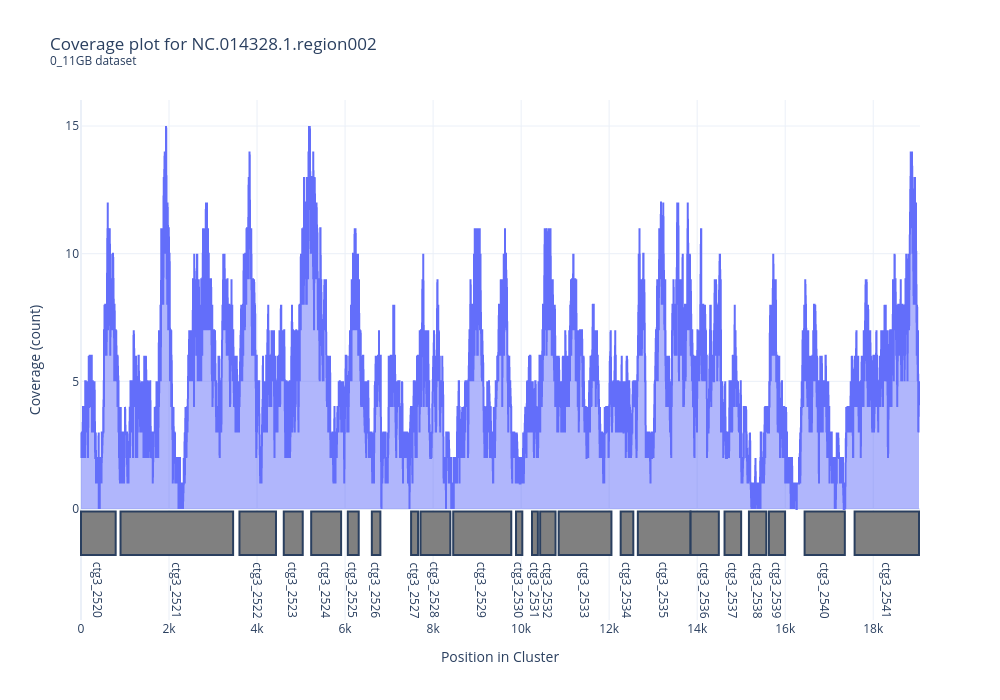 Coverage plot for NC.014328.1.region002
0_11GB dataset
Coverage (count)
15
10
5
0
ctg3_2520
ctg3_2521
ctg3_2522
ctg3_2523
ctg3_2524
ctg3_2525
ctg3_2526
ctg3_2527
ctg3_2528
ctg3_2529
ctg3_2530
ctg3_2531
ctg3_2532
ctg3_2533
ctg3_2534
ctg3_2535
ctg3_2536
ctg3_2537
ctg3_2538
ctg3_2539
ctg3_2540
ctg3_2541
0 2k 4k 6k 8k 10k 12k 14k 16k 18k
Position in Cluster